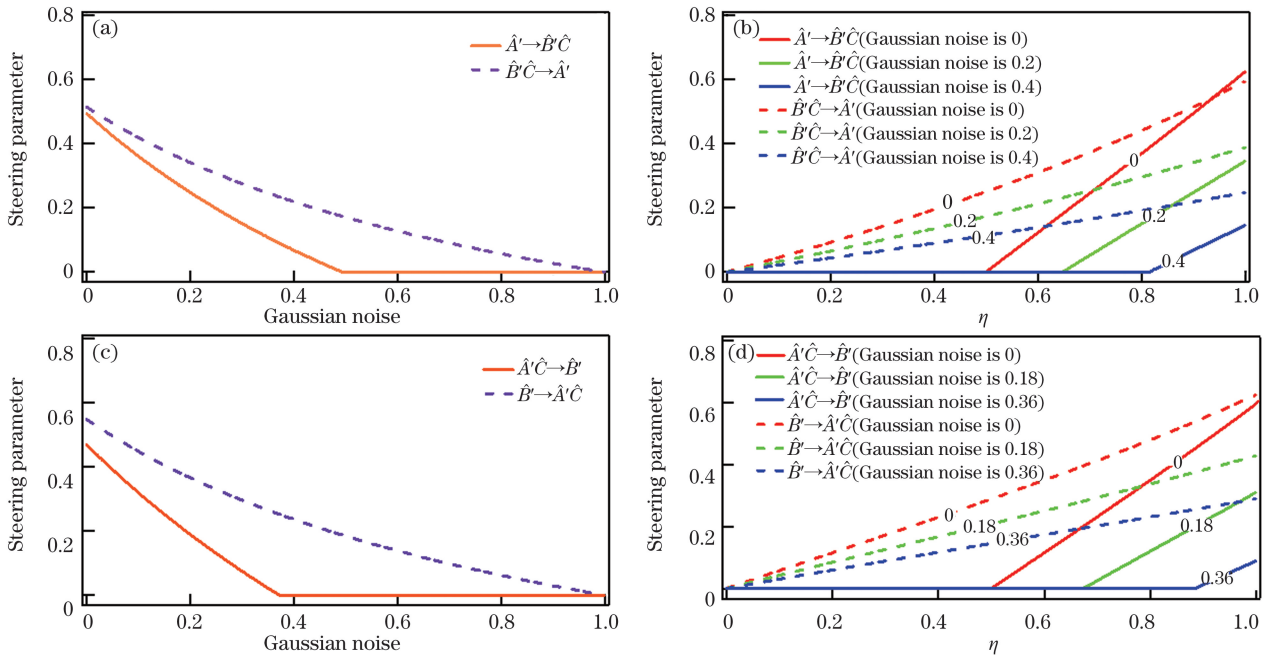 (a)
Â′→B̂′Ĉ
B̂′Ĉ→Â′
Steering parameter
0.8
0.6
0.4
0.2
0
0 0.2 0.4 0.6 0.8 1.0
Gaussian noise
(b)
Â′→B̂′Ĉ(Gaussian noise is 0)
Â′→B̂′Ĉ(Gaussian noise is 0.2)
Â′→B̂′Ĉ(Gaussian noise is 0.4)
B̂′Ĉ→Â′(Gaussian noise is 0)
B̂′Ĉ→Â′(Gaussian noise is 0.2)
B̂′Ĉ→Â′(Gaussian noise is 0.4)
Steering parameter
0.8
0.6
0.4
0.2
0
0
0.2
0.4
0
0.2
0.4
0 0.2 0.4 0.6 0.8 1.0
η
(c)
Â′Ĉ→B̂′
B̂′→Â′Ĉ
Steering parameter
0.8
0.6
0.4
0.2
0
0 0.2 0.4 0.6 0.8 1.0
Gaussian noise
(d)
Â′Ĉ→B̂′(Gaussian noise is 0)
Â′Ĉ→B̂′(Gaussian noise is 0.18)
Â′Ĉ→B̂′(Gaussian noise is 0.36)
B̂′→Â′Ĉ(Gaussian noise is 0)
B̂′→Â′Ĉ(Gaussian noise is 0.18)
B̂′→Â′Ĉ(Gaussian noise is 0.36)
Steering parameter
0.8
0.6
0.4
0.2
0
0
0.18
0.36
0
0.18
0.36
0 0.2 0.4 0.6 0.8 1.0
η